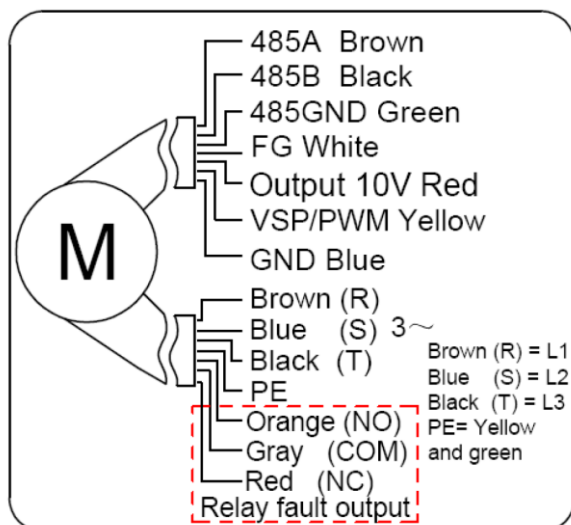 485A Brown
485B Black
485GND Green
FG White
Output 10V Red
VSP/PWM Yellow
GND Blue
M
Brown (R)
Blue (S) 3~
Black (T)
PE
Orange (NO)
Gray (COM)
Red (NC)
Relay fault output
Brown (R) = L1
Blue (S) = L2
Black (T) = L3
PE= Yellow
and green